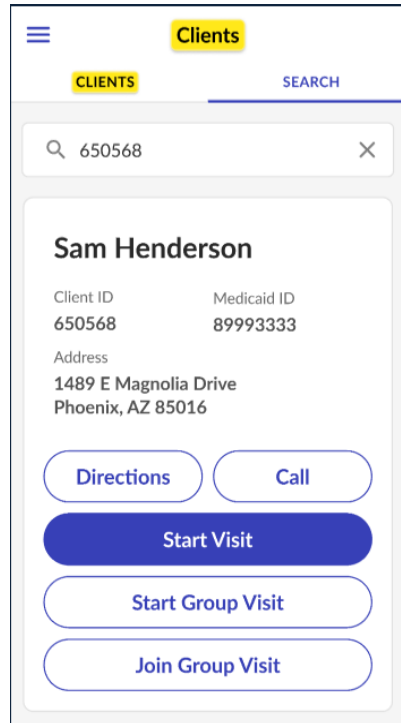 Clients
CLIENTS SEARCH
650568
Sam Henderson
Client ID Medicaid ID
650568 89993333
Address
1489 E Magnolia Drive
Phoenix, AZ 85016
Directions Call
Start Visit
Start Group Visit
Join Group Visit